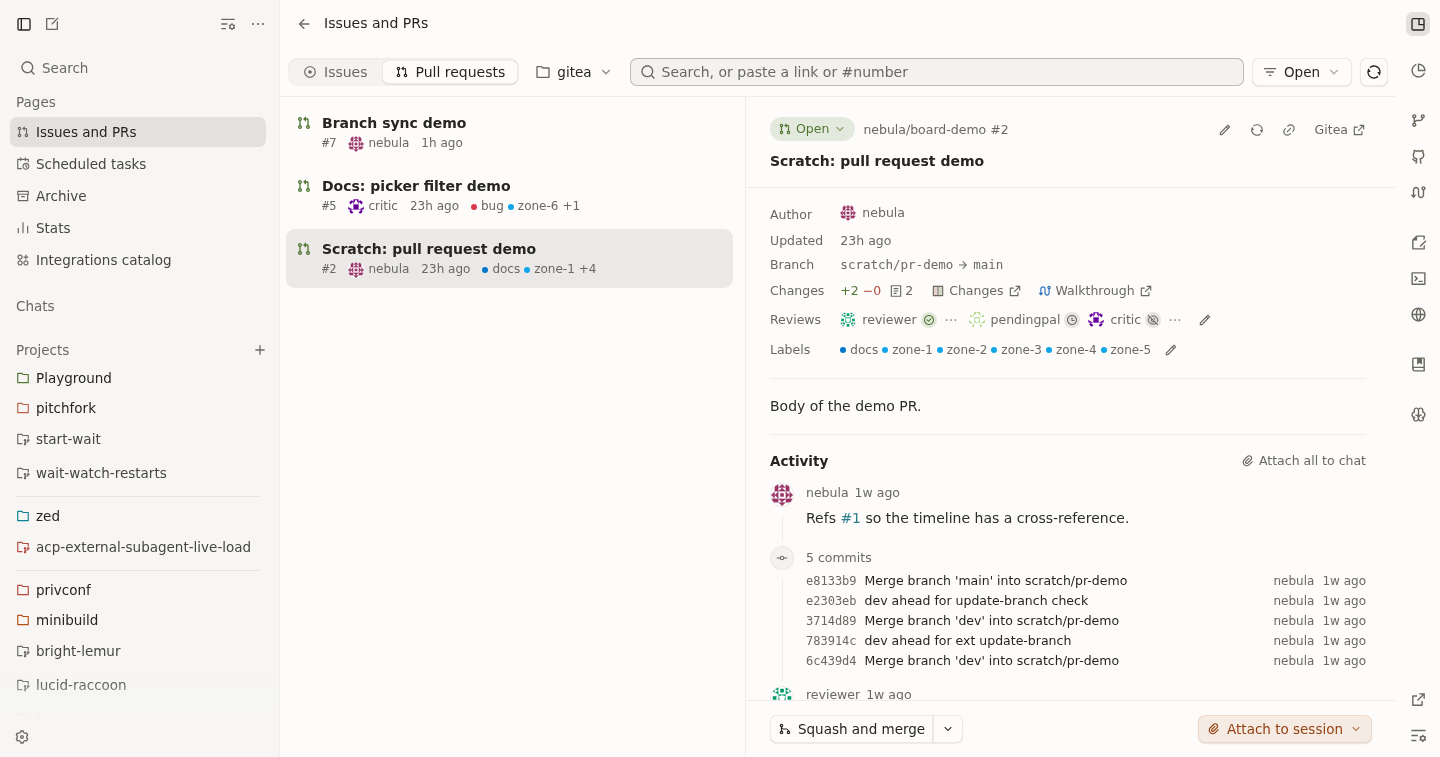 Search
Pages
Issues and PRs
Scheduled tasks
Archive
Stats
Integrations catalog
Chats
Projects
Playground
pitchfork
start-wait
wait-watch-restarts
zed
acp-external-subagent-live-load
privconf
minibuild
bright-lemur
lucid-raccoon
Issues and PRs
Issues
Pull requests
gitea
Search, or paste a link or #number
Open
Branch sync demo
#7 nebula 1h ago
Docs: picker filter demo
#5 critic 23h ago bug zone-6 +1
Scratch: pull request demo
#2 nebula 23h ago docs zone-1 +4
Open nebula/board-demo #2 Gitea
Scratch: pull request demo
Author nebula
Updated 23h ago
Branch scratch/pr-demo → main
Changes +2 −0 2 Changes Walkthrough
Reviews reviewer ··· pendingpal critic ···
Labels docs zone-1 zone-2 zone-3 zone-4 zone-5
Body of the demo PR.
Activity Attach all to chat
nebula 1w ago
Refs #1 so the timeline has a cross-reference.
5 commits
e8133b9 Merge branch 'main' into scratch/pr-demo nebula 1w ago
e2303eb dev ahead for update-branch check nebula 1w ago
3714d89 Merge branch 'dev' into scratch/pr-demo nebula 1w ago
783914c dev ahead for ext update-branch nebula 1w ago
6c439d4 Merge branch 'dev' into scratch/pr-demo nebula 1w ago
reviewer 1w ago
Squash and merge
Attach to session